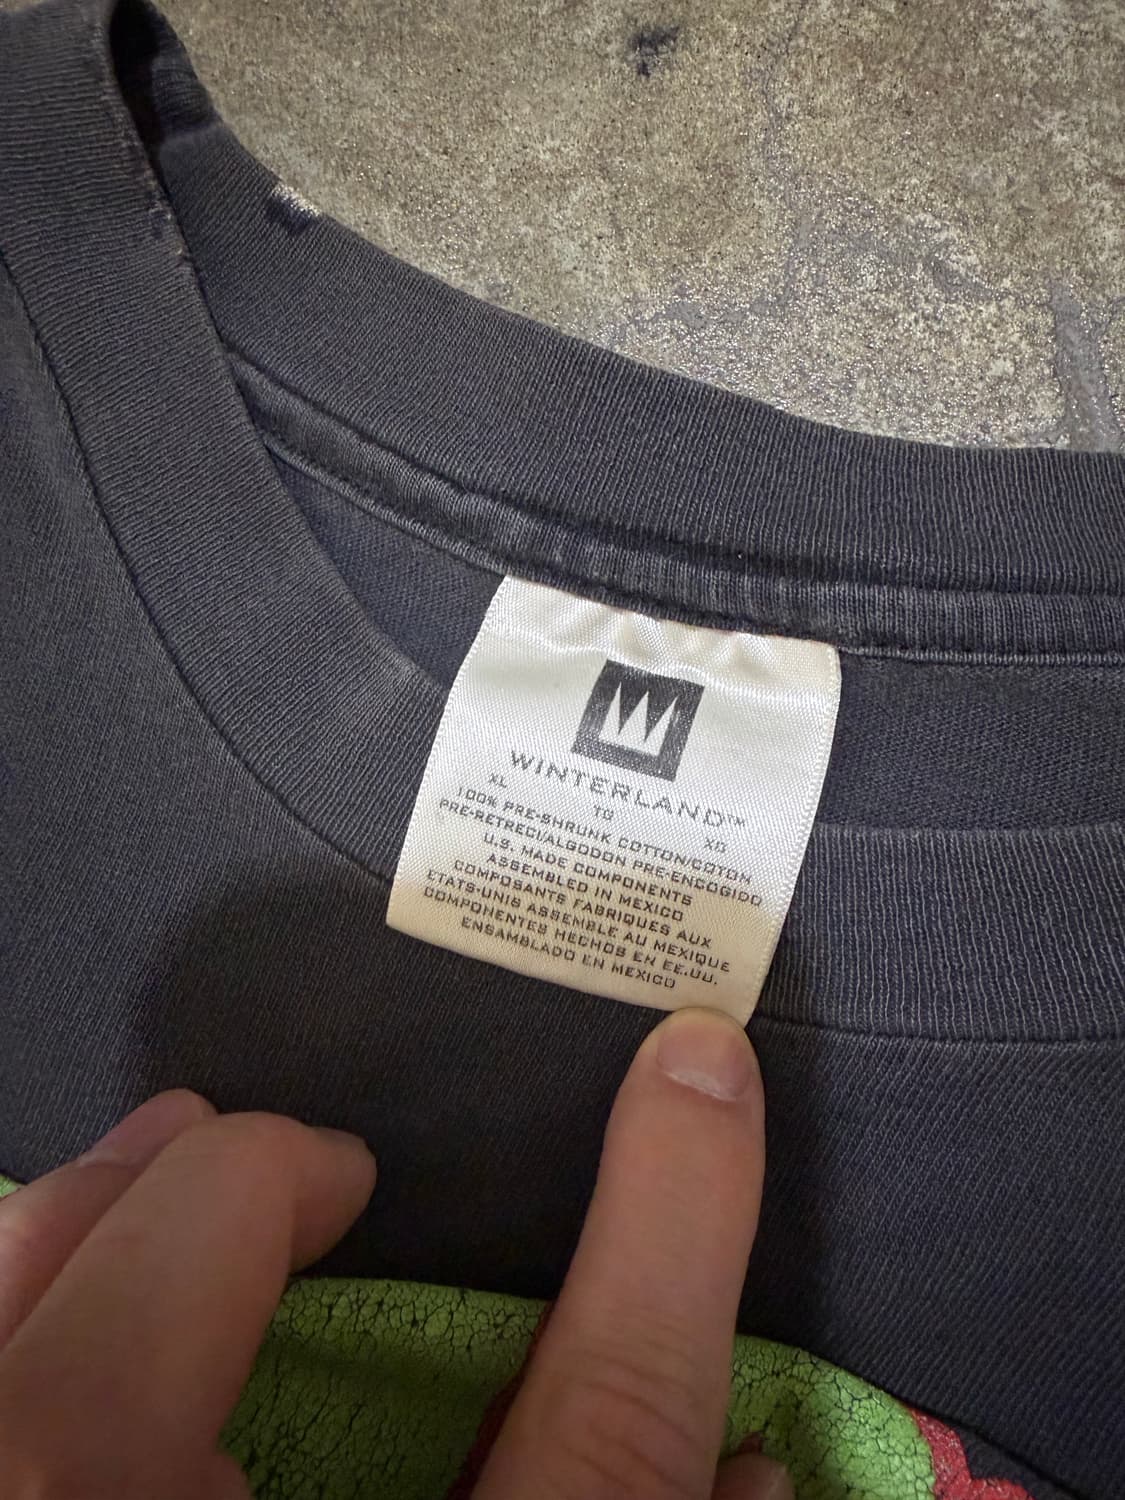 WINTERLAND™
XL TG XG
100% PRE-SHRUNK COTTON/COTON
PRE-RETRECI/ALGODON PRE-ENCOGIDO
U.S. MADE COMPONENTS
ASSEMBLED IN MEXICO
COMPOSANTS FABRIQUES AUX
ETATS-UNIS ASSEMBLE AU MEXIQUE
COMPONENTES HECHOS EN EE.UU.
ENSAMBLADO EN MEXICO